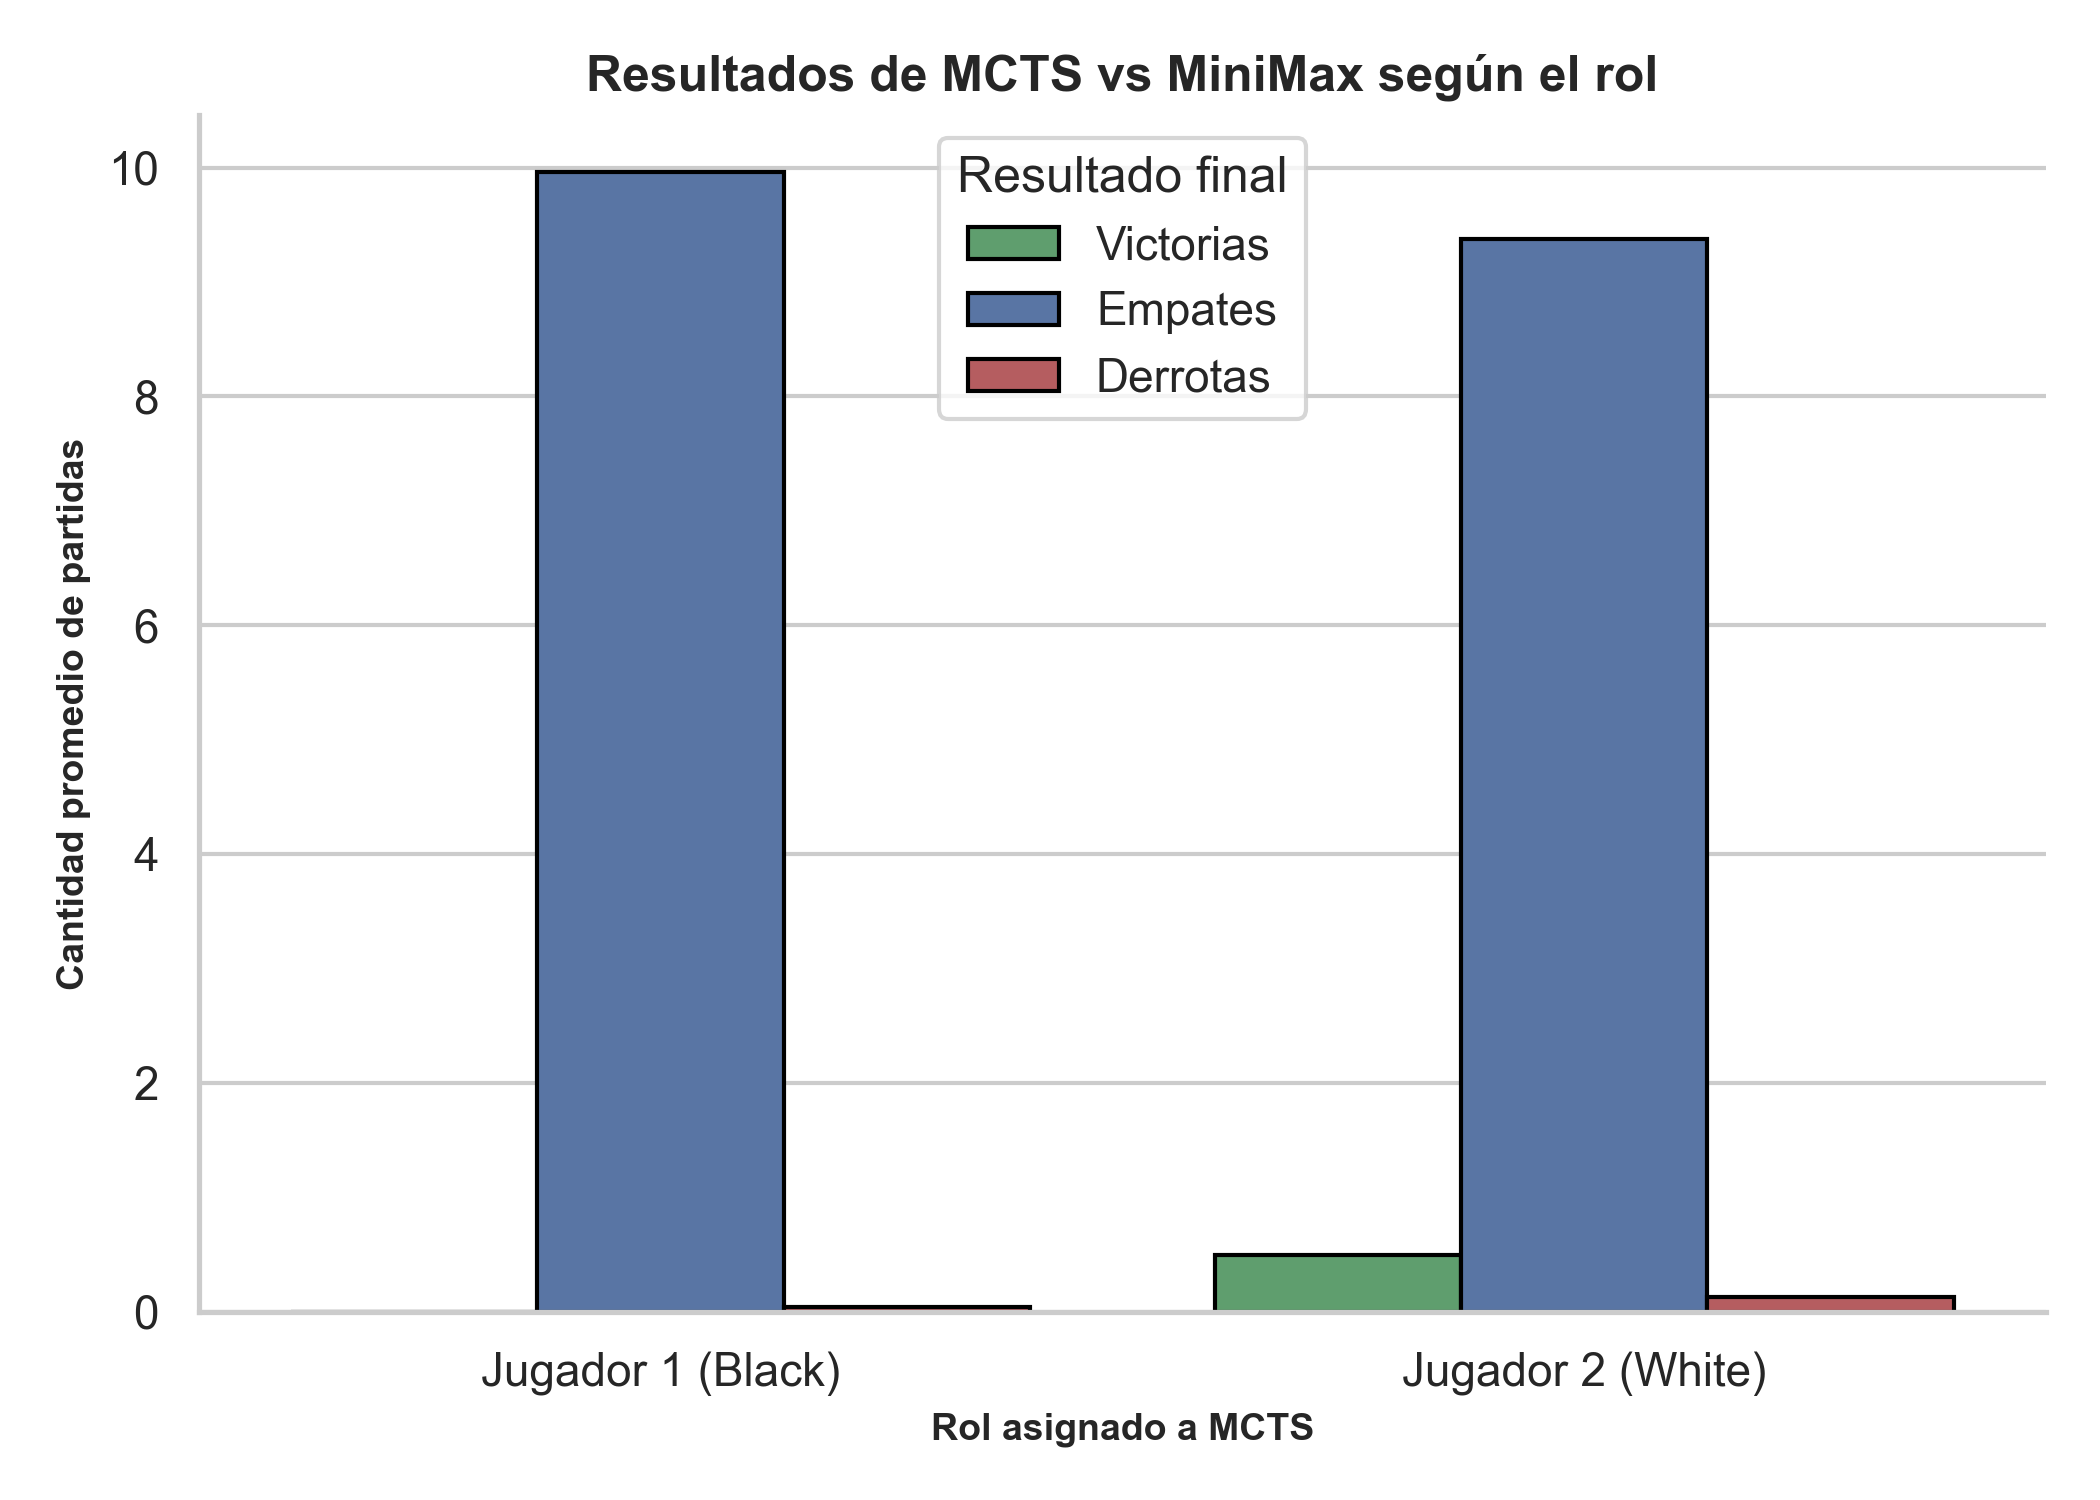 Resultados de MCTS vs MiniMax según el rol
Resultado final
Victorias
Empates
Derrotas
Cantidad promedio de partidas
10
8
6
4
2
0
Jugador 1 (Black)
Jugador 2 (White)
Rol asignado a MCTS